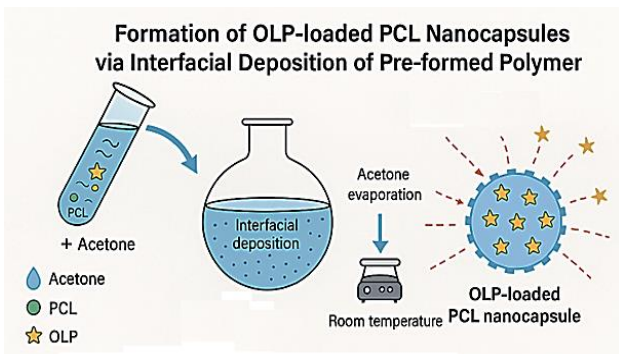 Formation of OLP-loaded PCL Nanocapsules
via Interfacial Deposition of Pre-formed Polymer
PCL
+ Acetone
Interfacial
deposition
Acetone
evaporation
Room temperature
OLP-loaded
PCL nanocapsule
Acetone
PCL
OLP